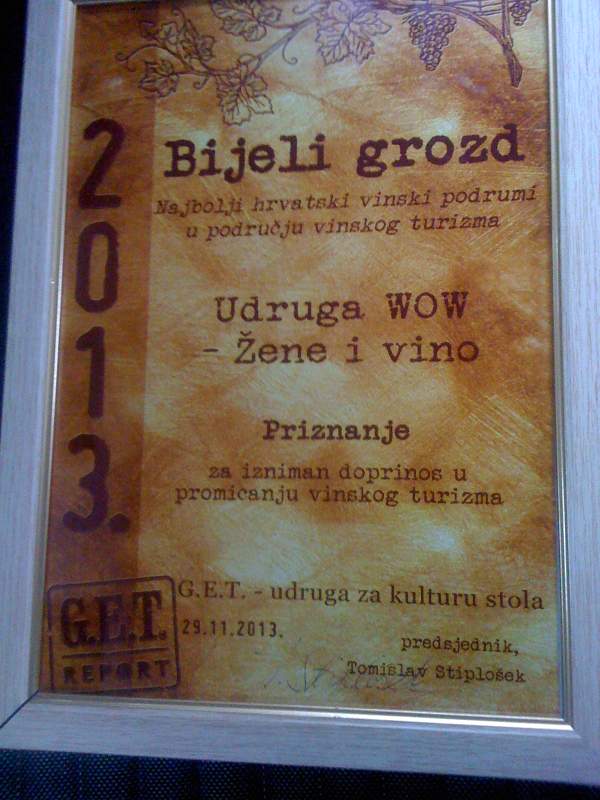 2013.
Bijeli grozd
Najbolji hrvatski vinski podrumi
u području vinskog turizma
Udruga WOW
- Žene i vino
Priznanje
za izniman doprinos u
promicanju vinskog turizma
G.E.T. - udruga za kulturu stola
29.11.2013.
predsjednik,
Tomislav Stiplošek
G.E.T.
REPORT